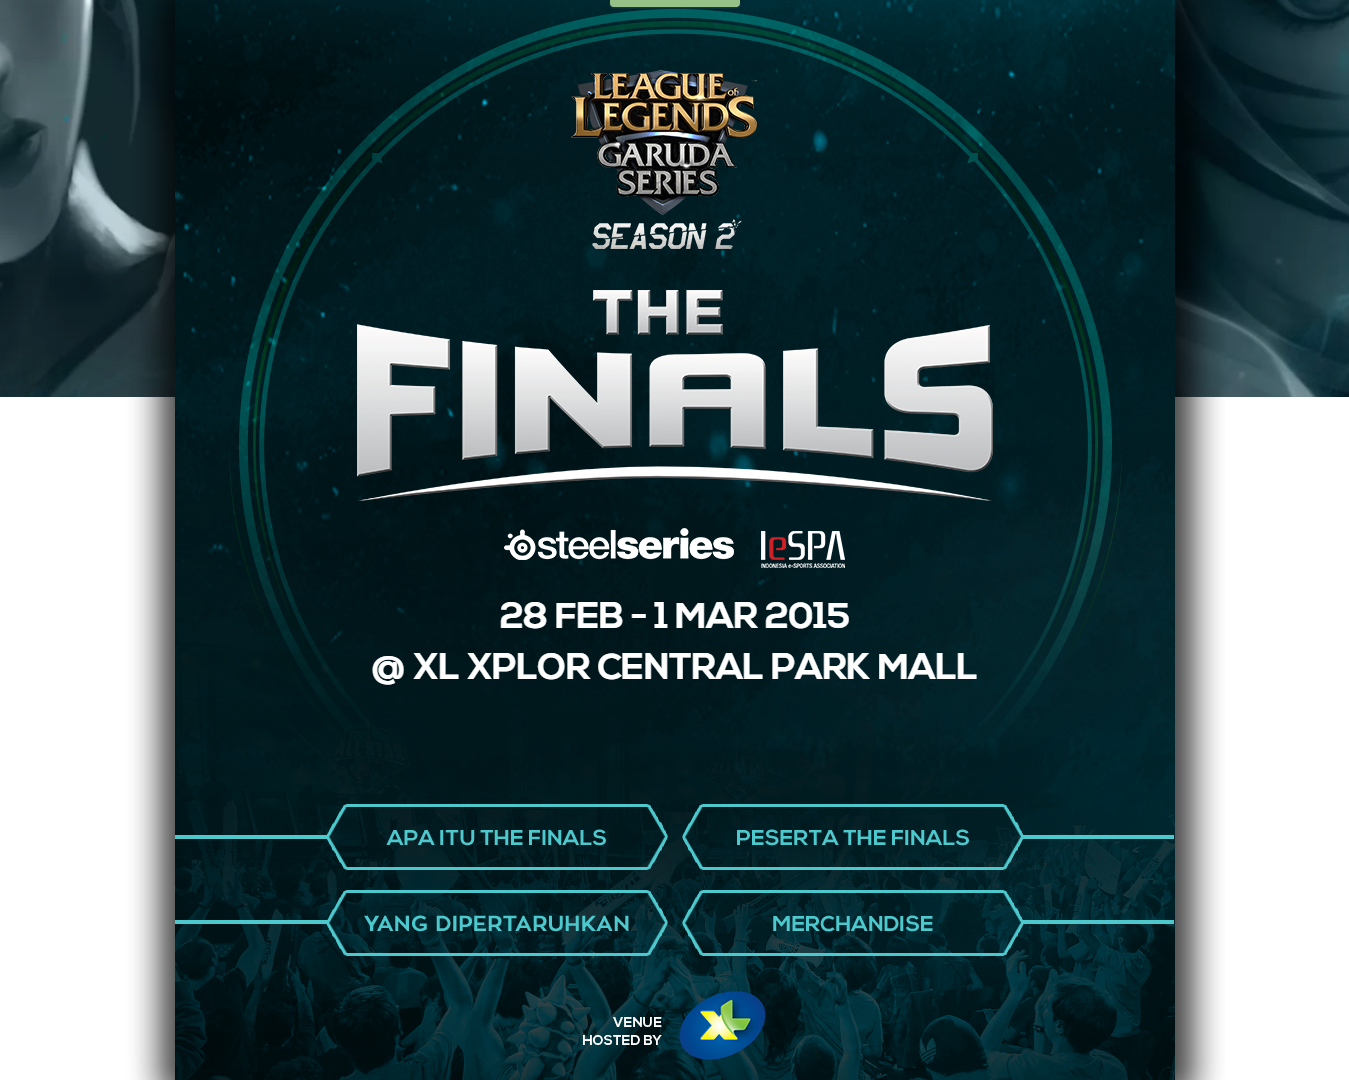 LEAGUE of
LEGENDS
GARUDA
SERIES
SEASON 2
THE
FINALS
steelseries IeSPA
INDONESIA e-SPORTS ASSOCIATION
28 FEB - 1 MAR 2015
@ XL XPLOR CENTRAL PARK MALL
APA ITU THE FINALS
PESERTA THE FINALS
YANG DIPERTARUHKAN
MERCHANDISE
VENUE
HOSTED BY
XL